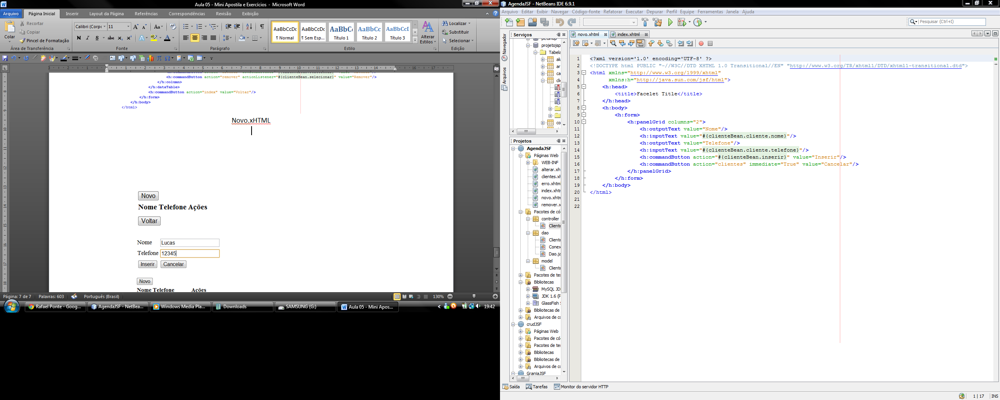 Aula 05 - Mini Apostila e Exercícios - Microsoft Word
Arquivo Página Inicial Inserir Layout da Página Referências Correspondências Revisão Exibição
Colar
Recortar
Copiar
Pincel de Formatação
Área de Transferência
Calibri (Corp 11
Fonte
Parágrafo
AaBbCcDc AaBbCcDc AaBbC AaBbCc AaBbCcI
¶ Normal ¶ Sem Esp... Título 1 Título 2 Título 3
Estilo
Alterar Estilos
Localizar
Substituir
Selecionar
Edição
<h:commandButton action="remover" actionListener="#{clienteBean.selecionar}" value="Remover"/>
</h:column>
</h:dataTable>
<h:commandButton action="index" value="Voltar"/>
</h:form>
</h:body>
</html>
Novo.xHTML
Novo
Nome Telefone Ações
Voltar
Nome Lucas
Telefone 12345
Inserir Cancelar
Novo
Nome Telefone Ações
Página: 7 de 7 Palavras: 603 Português (Brasil) 130%
Rafael Ponte - Goog... AgendaJSF - NetBea... Windows Media Pla... Downloads SAMSUNG (G:) Aula 05 - Mini Apos... 19:42
AgendaJSF - NetBeans IDE 6.9.1
Arquivo Editar Exibir Navegar Código-fonte Refatorar Executar Depurar Perfil Equipe Ferramentas Janela Ajuda
Pesquisar (Ctrl+I)
Navegador
Arquivos
Serviços
petshop
projetojsp
Tabela
alu
ar
ca
clie
co
Projetos
AgendaJSF
Páginas Web
WEB-INF
alterar.xh
clientes.xh
erro.xhtm
index.xhtm
novo.xhtm
remover.x
Pacotes de có
controller
Cliente
dao
Cliente
Conex
Dao.ja
model
Cliente
Pacotes de tes
Bibliotecas
MySQL JD
JDK 1.6 (P
GlassFish S
Bibliotecas de
Arquivos de co
crudJSF
Páginas Web
Pacotes de có
Pacotes de tes
Bibliotecas
Bibliotecas de
Arquivos de co
GranjaJSF
novo.xhtml index.xhtml
1 <?xml version='1.0' encoding='UTF-8' ?>
2 <!DOCTYPE html PUBLIC "-//W3C//DTD XHTML 1.0 Transitional//EN" "http://www.w3.org/TR/xhtml1/DTD/xhtml1-transitional.dtd">
3 <html xmlns="http://www.w3.org/1999/xhtml"
4 xmlns:h="http://java.sun.com/jsf/html">
5 <h:head>
6 <title>Facelet Title</title>
7 </h:head>
8 <h:body>
9 <h:form>
10 <h:panelGrid columns="2">
11 <h:outputText value="Nome"/>
12 <h:inputText value="#{clienteBean.cliente.nome}"/>
13 <h:outputText value="Telefone"/>
14 <h:inputText value="#{clienteBean.cliente.telefone}"/>
15 <h:commandButton action="#{clienteBean.inserir}" value="Inserir"/>
16 <h:commandButton action="clientes" immediate="True" value="Cancelar"/>
17 </h:panelGrid>
18 </h:form>
19 </h:body>
20 </html>
21
22
Saída Tarefas Monitor do servidor HTTP
1 | 17 INS